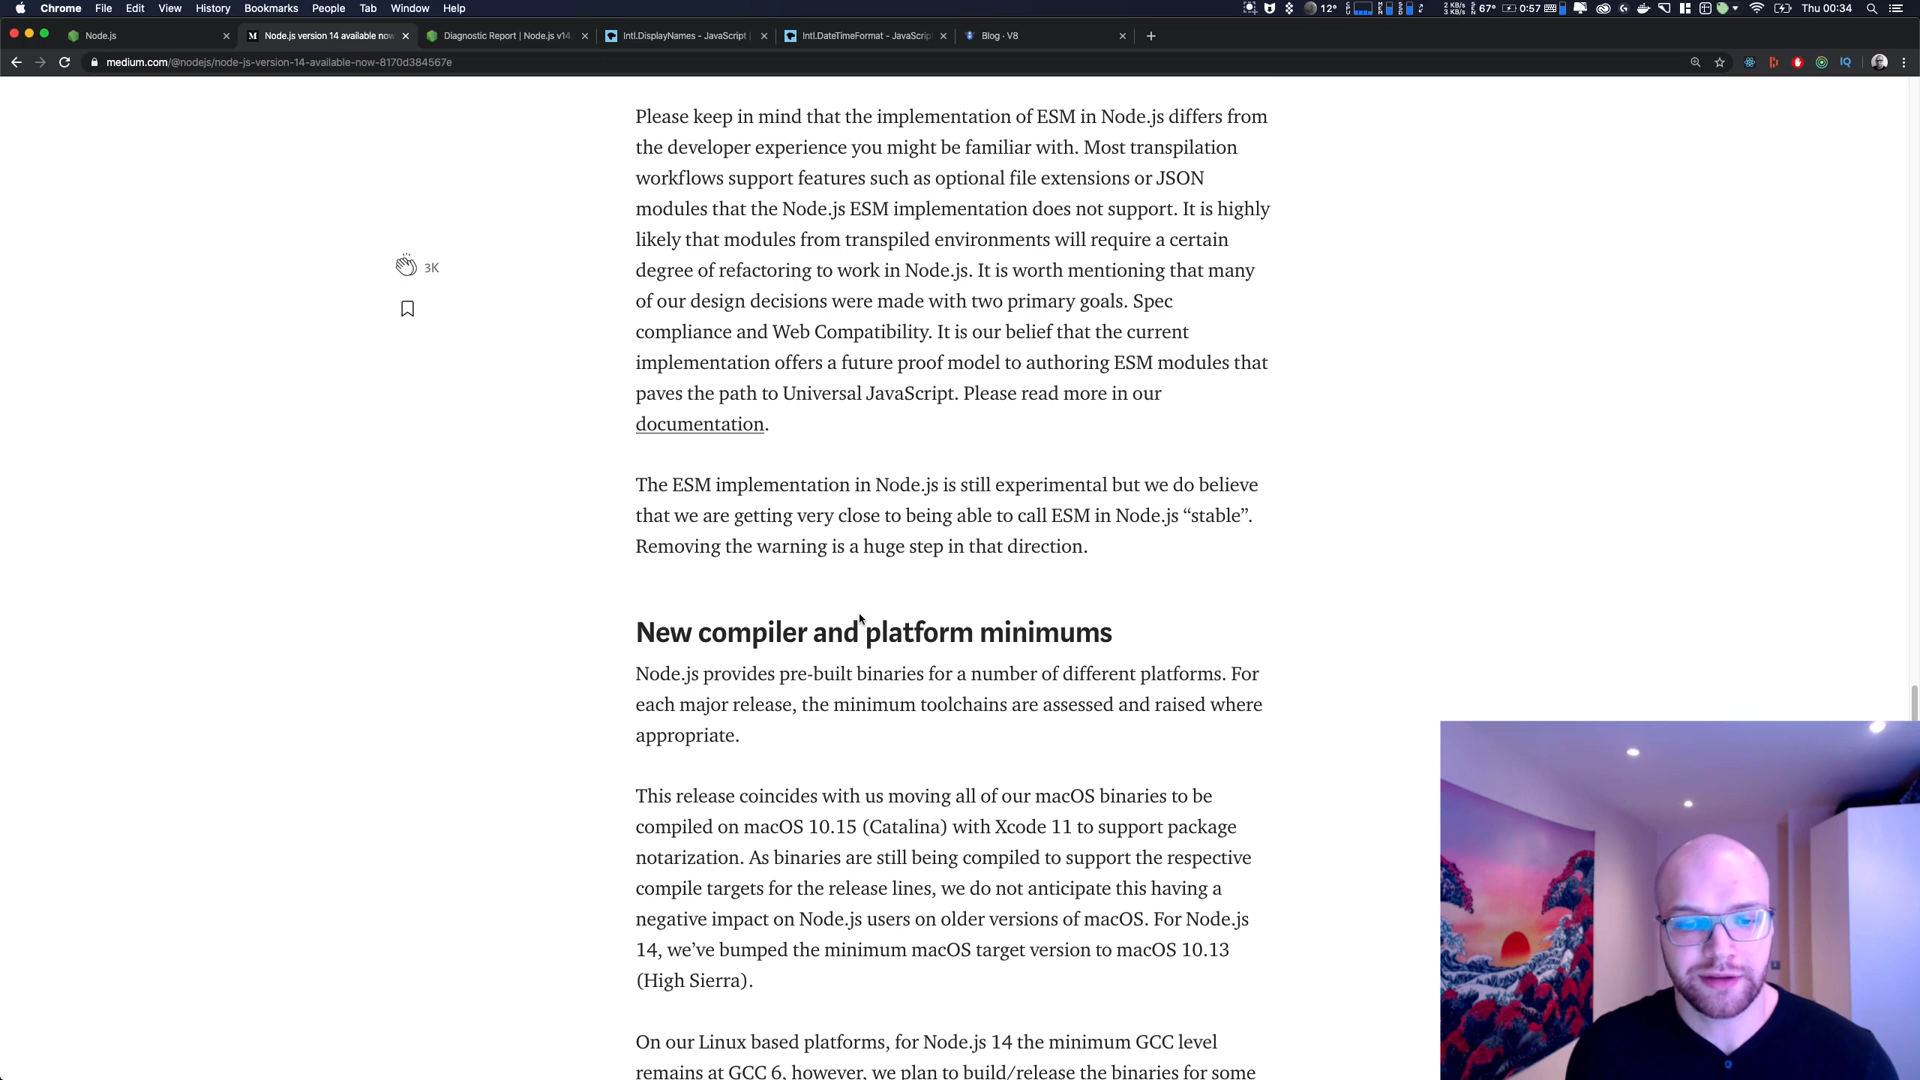 Chrome File Edit View History Bookmarks People Tab Window Help
12° 2 KB/s 3 KB/s 67° 0:57 Thu 00:34
Node.js
Node.js version 14 available now
Diagnostic Report | Node.js v14.
Intl.DisplayNames - JavaScript
Intl.DateTimeFormat - JavaScrip
Blog · V8
medium.com/@nodejs/node-js-version-14-available-now-8170d384567e
Please keep in mind that the implementation of ESM in Node.js differs from
the developer experience you might be familiar with. Most transpilation
workflows support features such as optional file extensions or JSON
modules that the Node.js ESM implementation does not support. It is highly
likely that modules from transpiled environments will require a certain
degree of refactoring to work in Node.js. It is worth mentioning that many
of our design decisions were made with two primary goals. Spec
compliance and Web Compatibility. It is our belief that the current
implementation offers a future proof model to authoring ESM modules that
paves the path to Universal JavaScript. Please read more in our
documentation.
3K
The ESM implementation in Node.js is still experimental but we do believe
that we are getting very close to being able to call ESM in Node.js “stable”.
Removing the warning is a huge step in that direction.
New compiler and platform minimums
Node.js provides pre-built binaries for a number of different platforms. For
each major release, the minimum toolchains are assessed and raised where
appropriate.
This release coincides with us moving all of our macOS binaries to be
compiled on macOS 10.15 (Catalina) with Xcode 11 to support package
notarization. As binaries are still being compiled to support the respective
compile targets for the release lines, we do not anticipate this having a
negative impact on Node.js users on older versions of macOS. For Node.js
14, we’ve bumped the minimum macOS target version to macOS 10.13
(High Sierra).
On our Linux based platforms, for Node.js 14 the minimum GCC level
remains at GCC 6, however, we plan to build/release the binaries for some